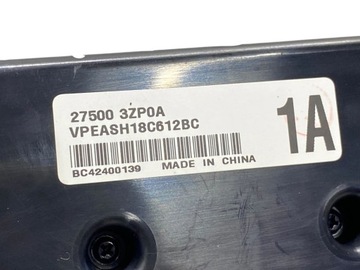 27500 3ZP0A
VPEASH18C612BC
1A
BC42400139 MADE IN CHINA